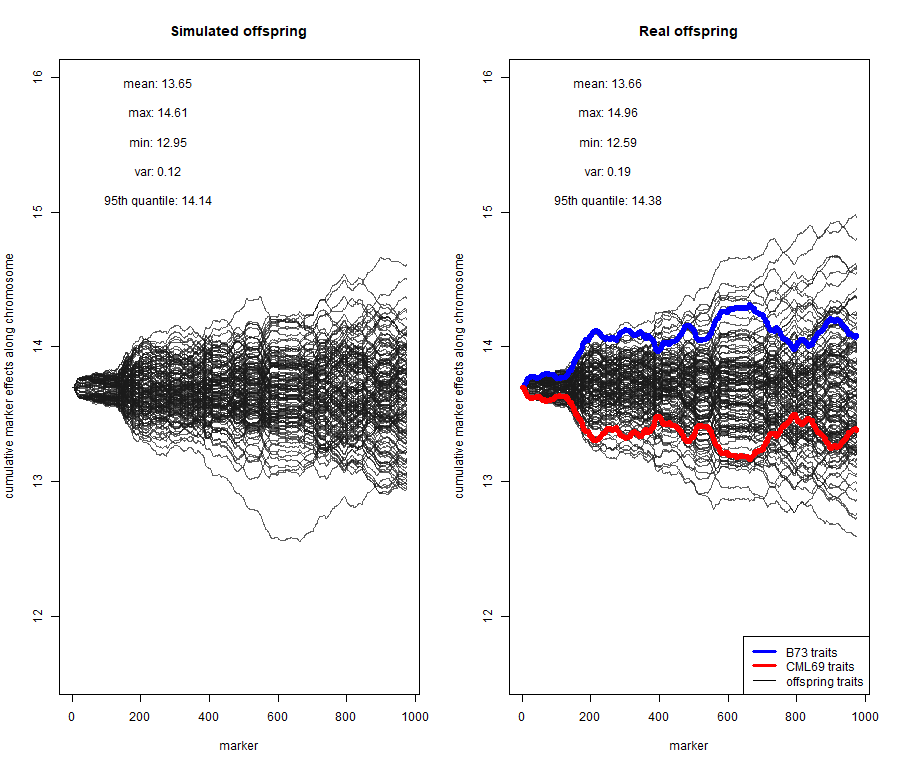 Simulated offspring
mean: 13.65
max: 14.61
min: 12.95
var: 0.12
95th quantile: 14.14
cumulative marker effects along chromosome
16
15
14
13
12
0 200 400 600 800 1000
marker
Real offspring
mean: 13.66
max: 14.96
min: 12.59
var: 0.19
95th quantile: 14.38
cumulative marker effects along chromosome
16
15
14
13
12
B73 traits
CML69 traits
offspring traits
0 200 400 600 800 1000
marker